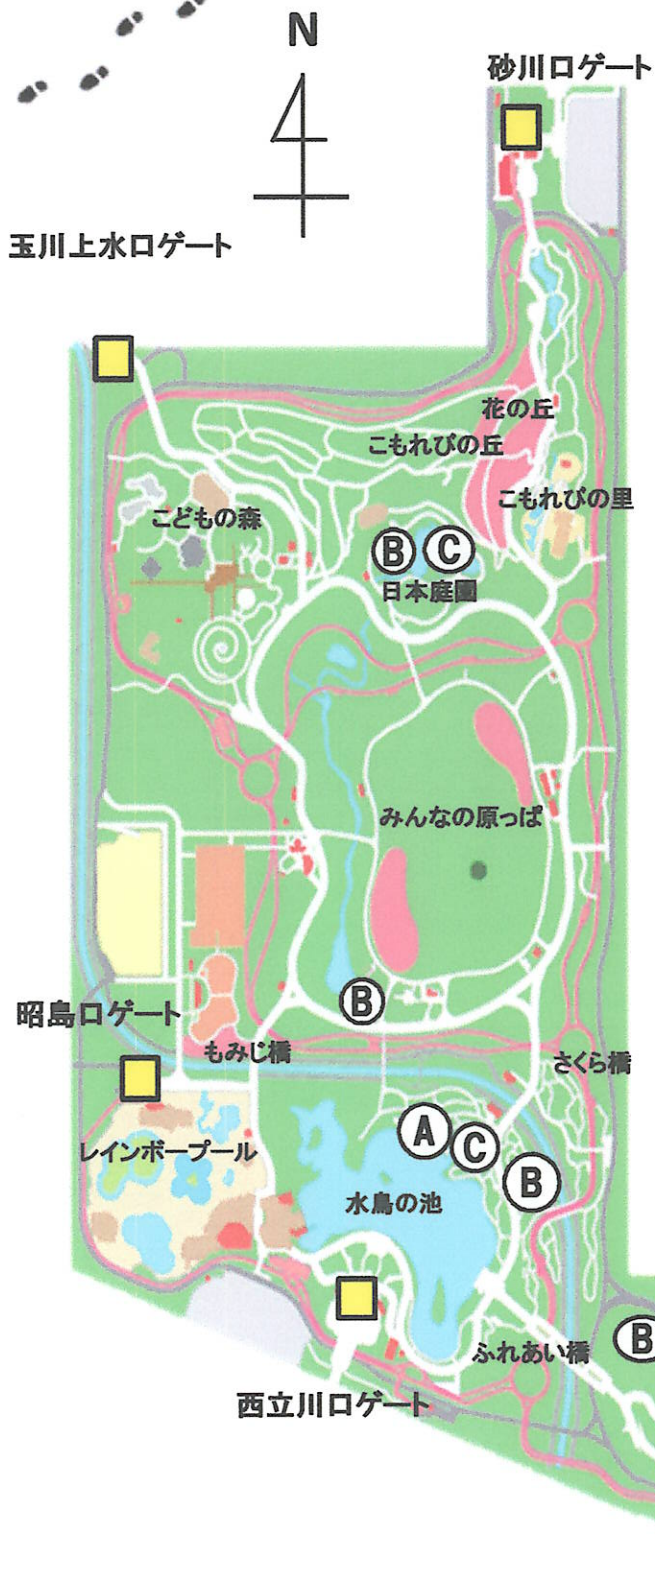 N
砂川口ゲート
玉川上水口ゲート
花の丘
こもれびの丘
こもれびの里
こどもの森
B C
日本庭園
みんなの原っぱ
B
昭島口ゲート
もみじ橋
さくら橋
A C B
レインボープール
水鳥の池
B
ふれあい橋
西立川口ゲート